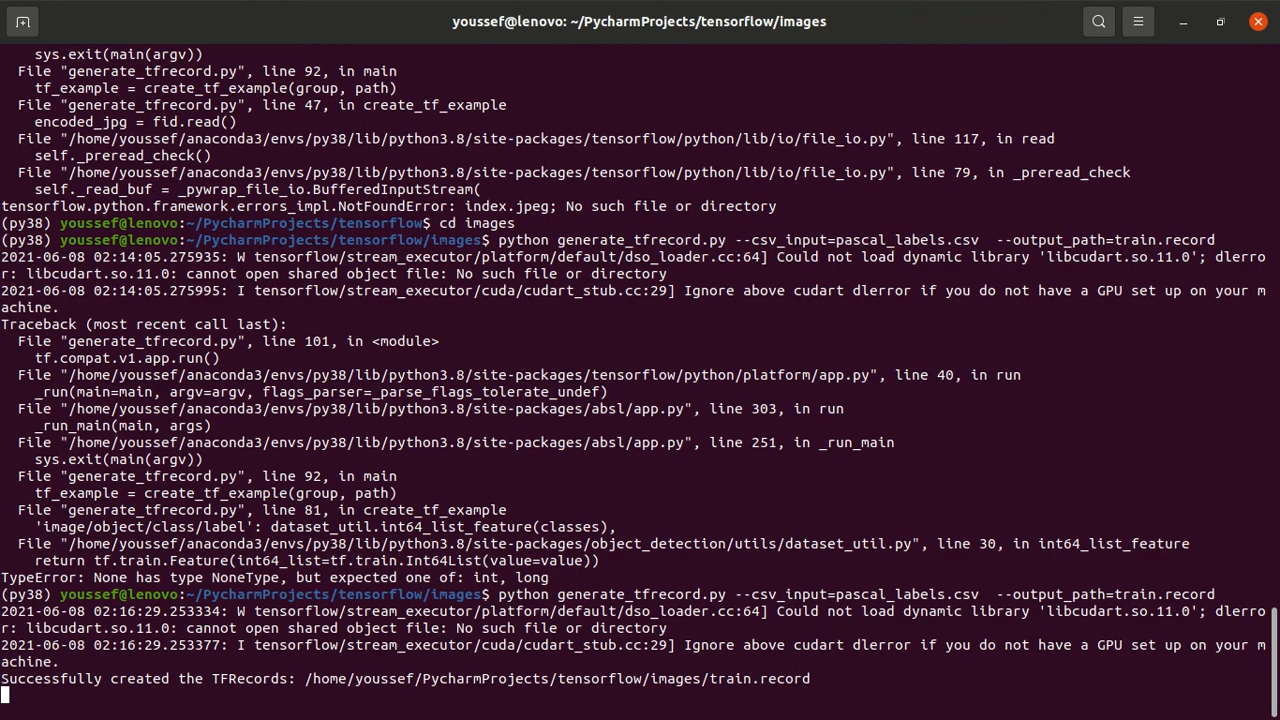 youssef@lenovo: ~/PycharmProjects/tensorflow/images
sys.exit(main(argv))
File "generate_tfrecord.py", line 92, in main
tf_example = create_tf_example(group, path)
File "generate_tfrecord.py", line 47, in create_tf_example
encoded_jpg = fid.read()
File "/home/youssef/anaconda3/envs/py38/lib/python3.8/site-packages/tensorflow/python/lib/io/file_io.py", line 117, in read
self._preread_check()
File "/home/youssef/anaconda3/envs/py38/lib/python3.8/site-packages/tensorflow/python/lib/io/file_io.py", line 79, in _preread_check
self._read_buf = _pywrap_file_io.BufferedInputStream(
tensorflow.python.framework.errors_impl.NotFoundError: index.jpeg; No such file or directory
(py38) youssef@lenovo:~/PycharmProjects/tensorflow$ cd images
(py38) youssef@lenovo:~/PycharmProjects/tensorflow/images$ python generate_tfrecord.py --csv_input=pascal_labels.csv  --output_path=train.record
2021-06-08 02:14:05.275935: W tensorflow/stream_executor/platform/default/dso_loader.cc:64] Could not load dynamic library 'libcudart.so.11.0'; dlerro
r: libcudart.so.11.0: cannot open shared object file: No such file or directory
2021-06-08 02:14:05.275995: I tensorflow/stream_executor/cuda/cudart_stub.cc:29] Ignore above cudart dlerror if you do not have a GPU set up on your m
achine.
Traceback (most recent call last):
File "generate_tfrecord.py", line 101, in <module>
tf.compat.v1.app.run()
File "/home/youssef/anaconda3/envs/py38/lib/python3.8/site-packages/tensorflow/python/platform/app.py", line 40, in run
_run(main=main, argv=argv, flags_parser=_parse_flags_tolerate_undef)
File "/home/youssef/anaconda3/envs/py38/lib/python3.8/site-packages/absl/app.py", line 303, in run
_run_main(main, args)
File "/home/youssef/anaconda3/envs/py38/lib/python3.8/site-packages/absl/app.py", line 251, in _run_main
sys.exit(main(argv))
File "generate_tfrecord.py", line 92, in main
tf_example = create_tf_example(group, path)
File "generate_tfrecord.py", line 81, in create_tf_example
'image/object/class/label': dataset_util.int64_list_feature(classes),
File "/home/youssef/anaconda3/envs/py38/lib/python3.8/site-packages/object_detection/utils/dataset_util.py", line 30, in int64_list_feature
return tf.train.Feature(int64_list=tf.train.Int64List(value=value))
TypeError: None has type NoneType, but expected one of: int, long
(py38) youssef@lenovo:~/PycharmProjects/tensorflow/images$ python generate_tfrecord.py --csv_input=pascal_labels.csv  --output_path=train.record
2021-06-08 02:16:29.253334: W tensorflow/stream_executor/platform/default/dso_loader.cc:64] Could not load dynamic library 'libcudart.so.11.0'; dlerro
r: libcudart.so.11.0: cannot open shared object file: No such file or directory
2021-06-08 02:16:29.253377: I tensorflow/stream_executor/cuda/cudart_stub.cc:29] Ignore above cudart dlerror if you do not have a GPU set up on your m
achine.
Successfully created the TFRecords: /home/youssef/PycharmProjects/tensorflow/images/train.record